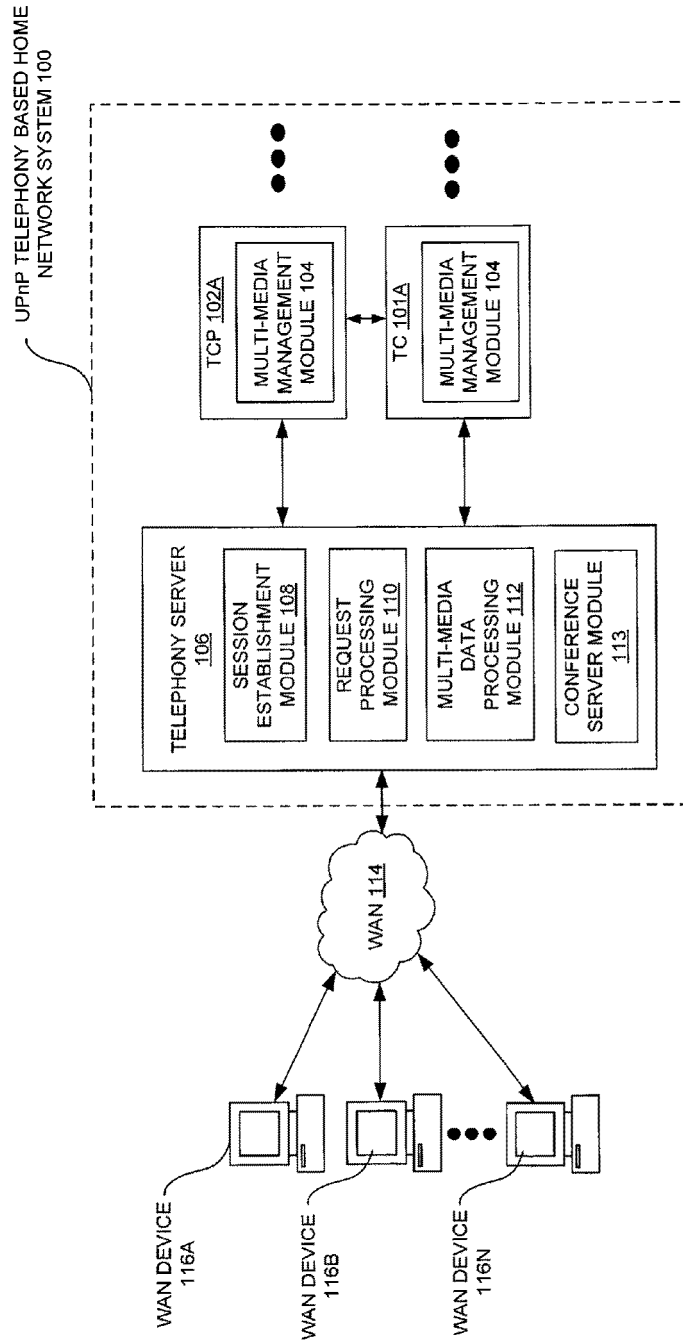 UPnP TELEPHONY BASED HOME
NETWORK SYSTEM 100
TCP 102A
MULTI-MEDIA
MANAGEMENT
MODULE 104
TC 101A
MULTI-MEDIA
MANAGEMENT
MODULE 104
TELEPHONY SERVER
106
SESSION
ESTABLISHMENT
MODULE 108
REQUEST
PROCESSING
MODULE 110
MULTI-MEDIA
DATA
PROCESSING
MODULE 112
CONFERENCE
SERVER MODULE
113
WAN 114
WAN DEVICE
116A
WAN DEVICE
116B
WAN DEVICE
116N